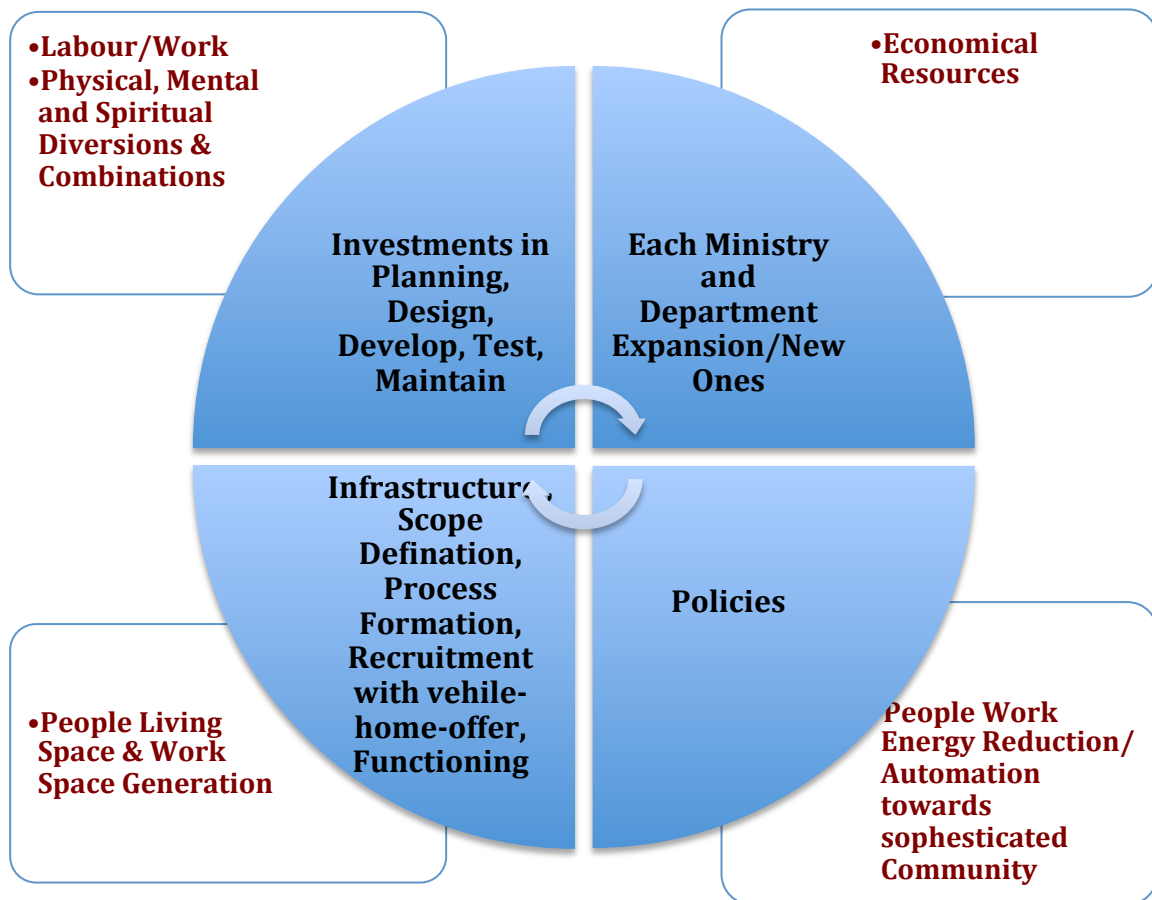 •Labour/Work
•Physical, Mental
and Spiritual
Diversions &
Combinations
•Economical
Resources
Investments in
Planning,
Design,
Develop, Test,
Maintain
Each Ministry
and
Department
Expansion/New
Ones
Infrastructure,
Scope
Defination,
Process
Formation,
Recruitment
with vehile-
home-offer,
Functioning
Policies
•People Living
Space & Work
Space Generation
People Work
Energy Reduction/
Automation
towards
sophesticated
Community